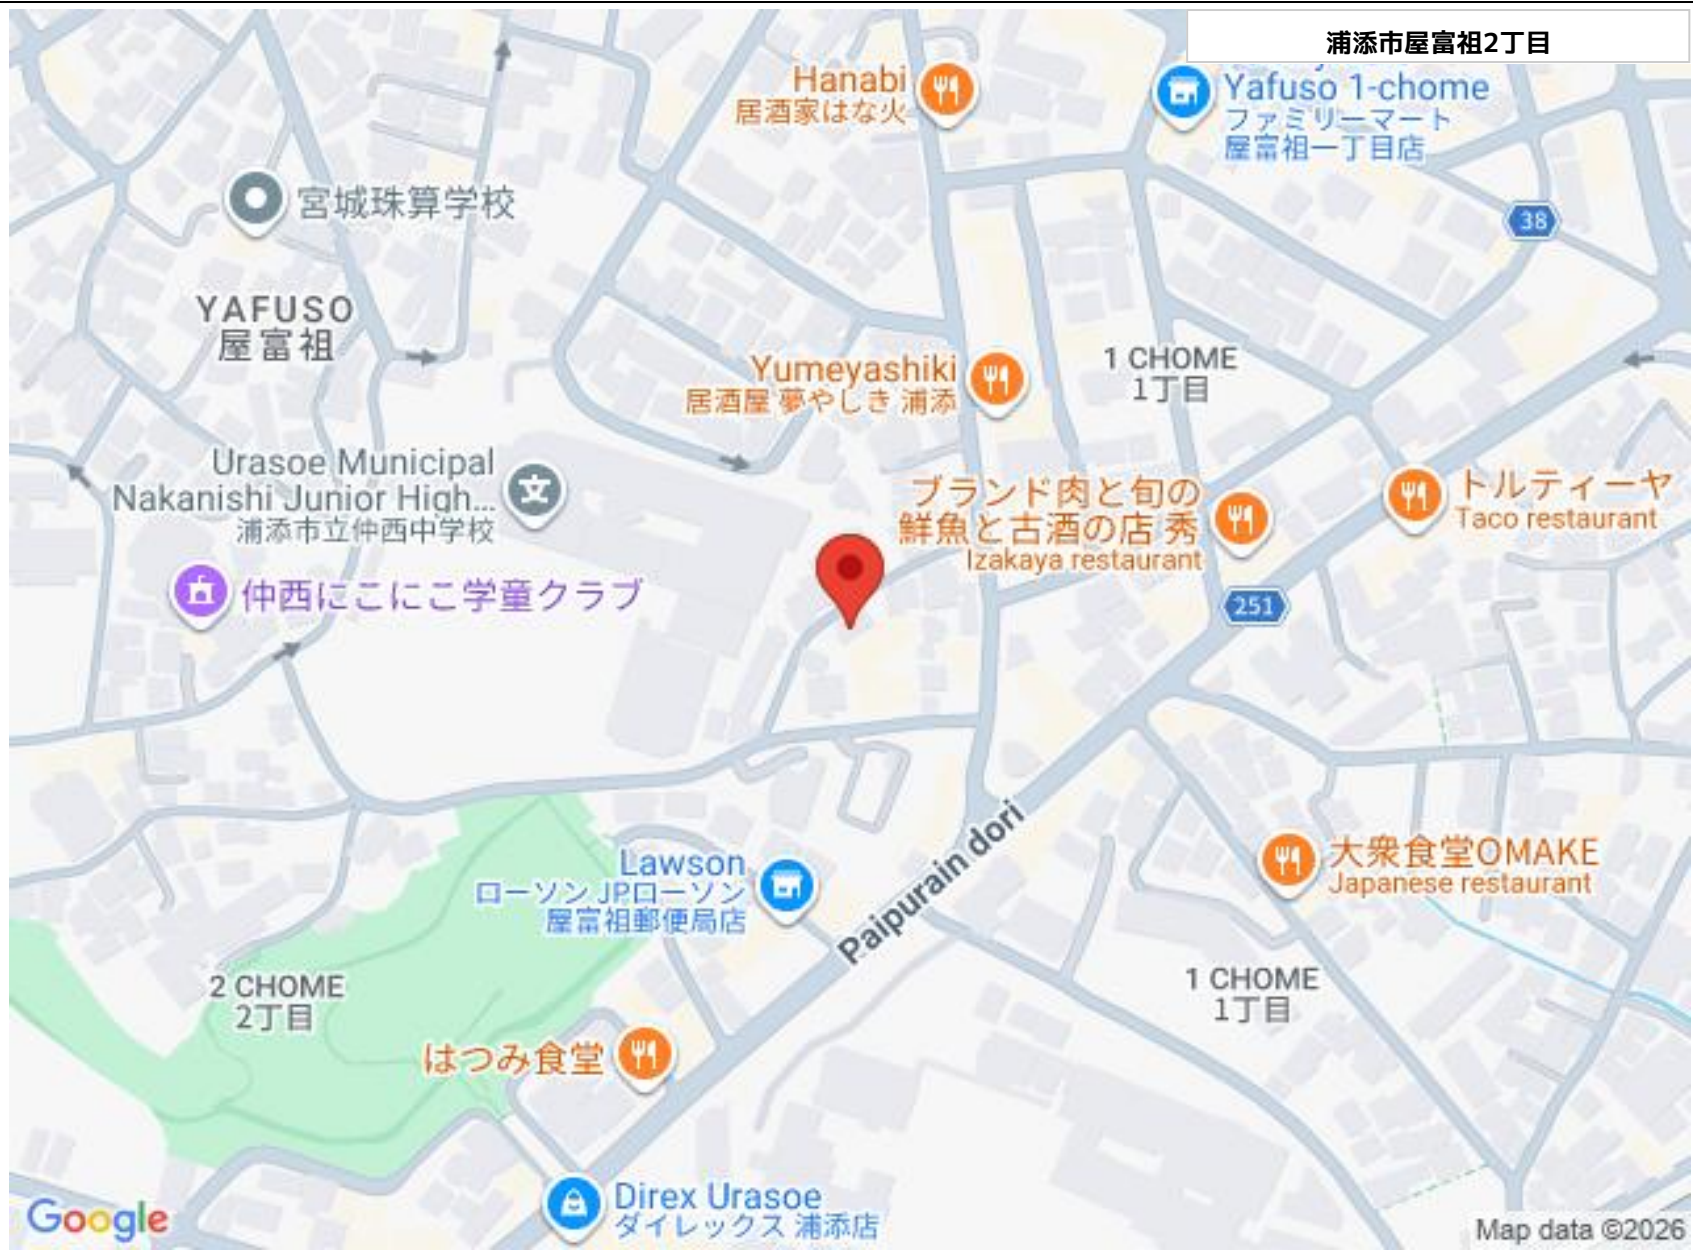 浦添市屋富祖2丁目
Hanabi
居酒家はな火
Yafuso 1-chome
ファミリーマート
屋富祖一丁目店
宮城珠算学校
38
YAFUSO
屋富祖
Yumeyashiki
居酒屋 夢やしき 浦添
1 CHOME
1丁目
Urasoe Municipal
Nakanishi Junior High...
浦添市立仲西中学校
ブランド肉と旬の
鮮魚と古酒の店 秀
Izakaya restaurant
トルティーヤ
Taco restaurant
仲西にこにこ学童クラブ
251
Lawson
ローソン JPローソン
屋富祖郵便局店
Paipurain dori
大衆食堂OMAKE
Japanese restaurant
2 CHOME
2丁目
1 CHOME
1丁目
はつみ食堂
Direx Urasoe
ダイレックス 浦添店
Google
Map data ©2026